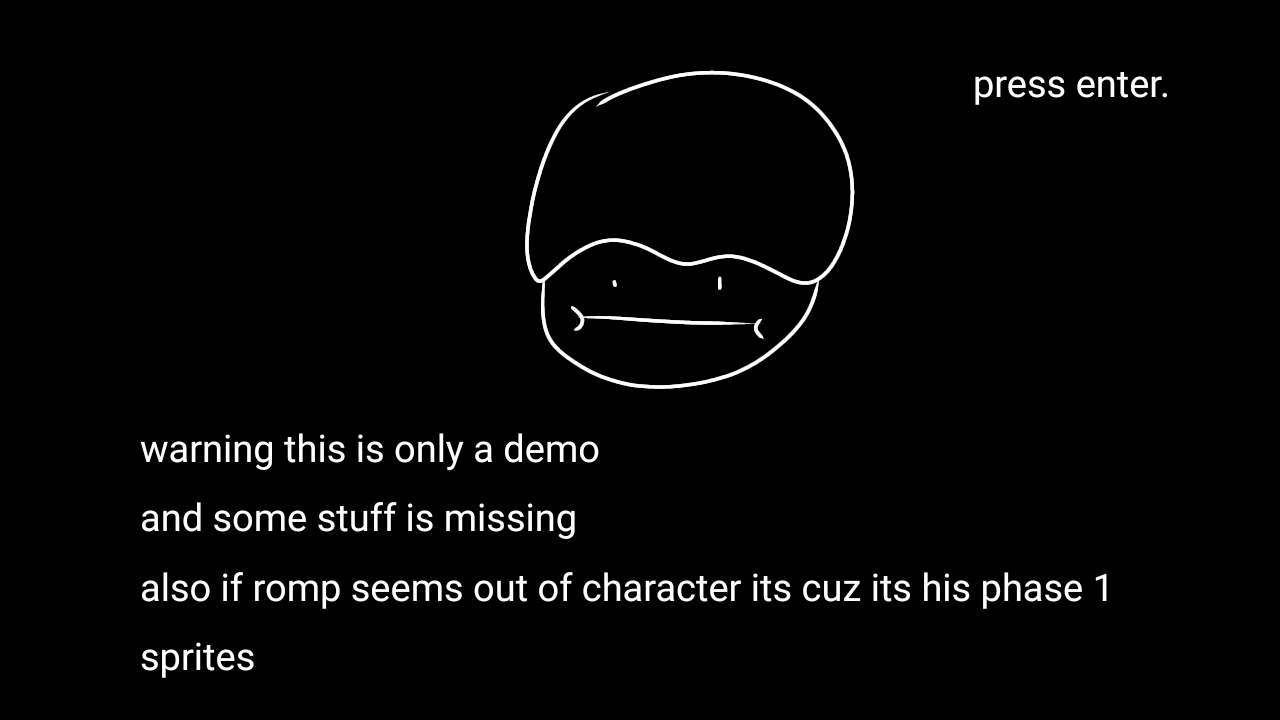 press enter.
warning this is only a demo
and some stuff is missing
also if romp seems out of character its cuz its his phase 1
sprites